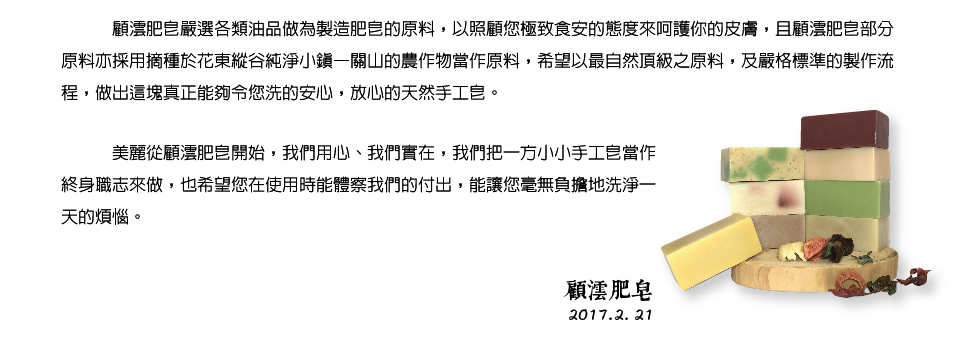 顧澐肥皂嚴選各類油品做為製造肥皂的原料，以照顧您極致食安的態度來呵護你的皮膚，且顧澐肥皂部分
原料亦採用摘種於花東縱谷純淨小鎮一關山的農作物當作原料，希望以最自然頂級之原料，及嚴格標準的製作流
程，做出這塊真正能夠令您洗的安心，放心的天然手工皂。
美麗從顧澐肥皂開始，我們用心、我們實在，我們把一方小小手工皂當作
終身職志來做，也希望您在使用時能體察我們的付出，能讓您毫無負擔地洗淨一
天的煩惱。
顧澐肥皂
2017.2.21